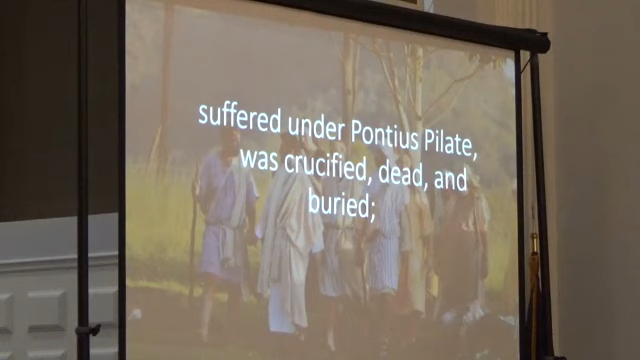 suffered under Pontius Pilate,
was crucified, dead, and
buried;